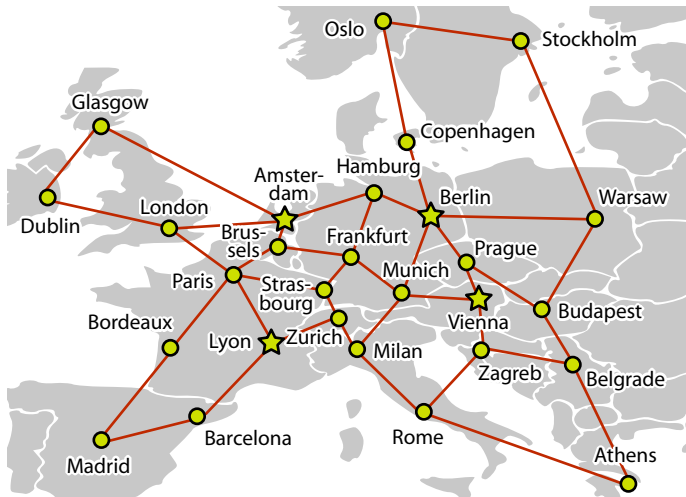 Oslo
Stockholm
Glasgow
Copenhagen
Amster-
dam
Hamburg
Berlin
Dublin
London
Warsaw
Brus-
sels
Frankfurt
Prague
Paris
Stras-
bourg
Munich
Bordeaux
Lyon
Zurich
Milan
Vienna
Budapest
Zagreb
Belgrade
Madrid
Barcelona
Rome
Athens